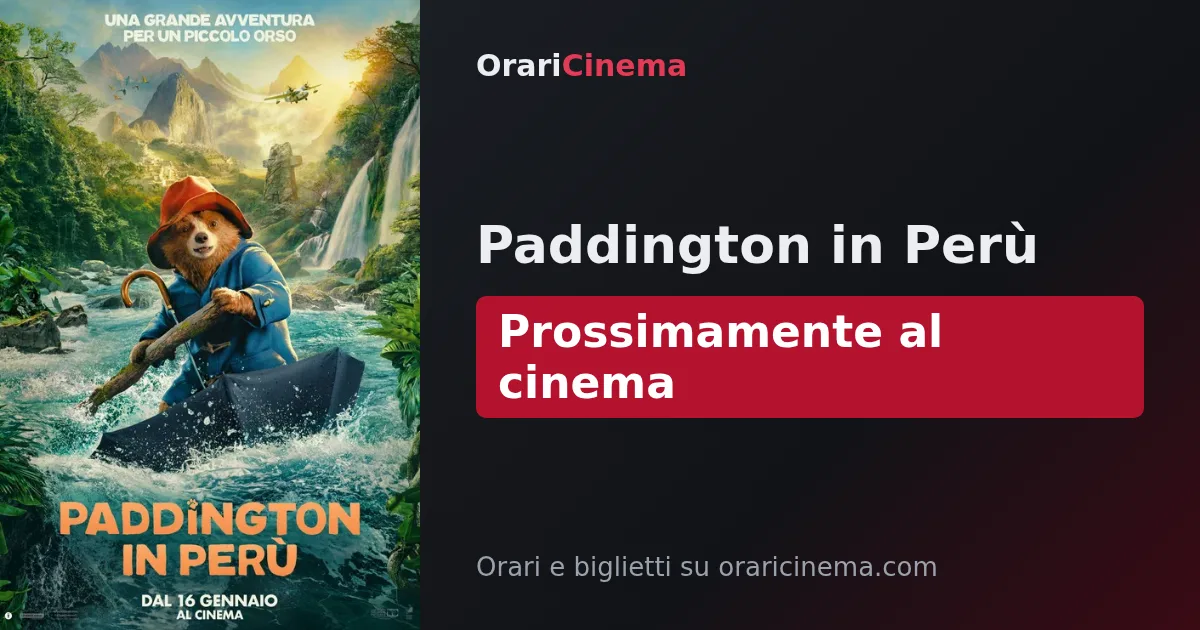 UNA GRANDE AVVENTURA
PER UN PICCOLO ORSO
PADDINGTON
IN PERÙ
DAL 16 GENNAIO
AL CINEMA
OrariCinema
Paddington in Perù
Prossimamente al
cinema
Orari e biglietti su oraricinema.com